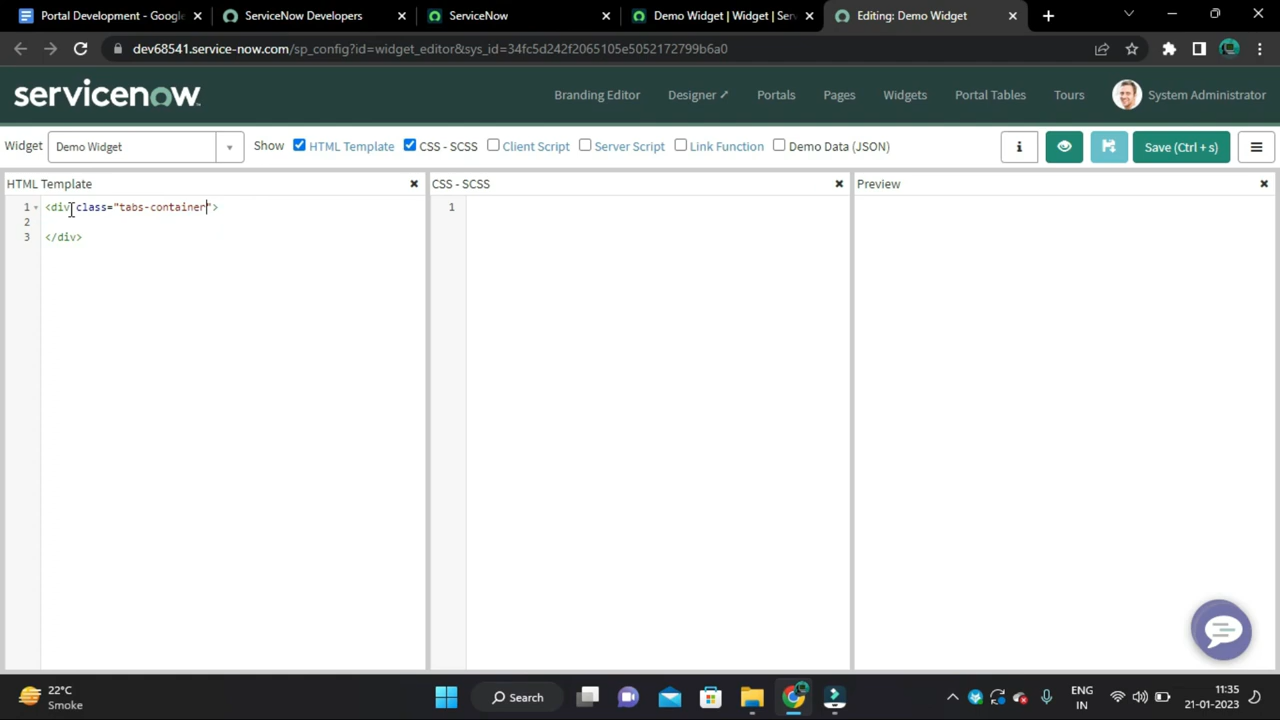 Portal Development - Google
ServiceNow Developers
ServiceNow
Demo Widget | Widget | Serv
Editing: Demo Widget
dev68541.service-now.com/sp_config?id=widget_editor&sys_id=34fc5d242f2065105e5052172799b6a0
servicenow
Branding Editor
Designer
Portals
Pages
Widgets
Portal Tables
Tours
System Administrator
Widget
Demo Widget
Show
HTML Template
CSS - SCSS
Client Script
Server Script
Link Function
Demo Data (JSON)
i
Save (Ctrl + s)
HTML Template
CSS - SCSS
Preview
1 <div class="tabs-container">
2
3 </div>
1
22°C
Smoke
Search
ENG
IN
11:35
21-01-2023